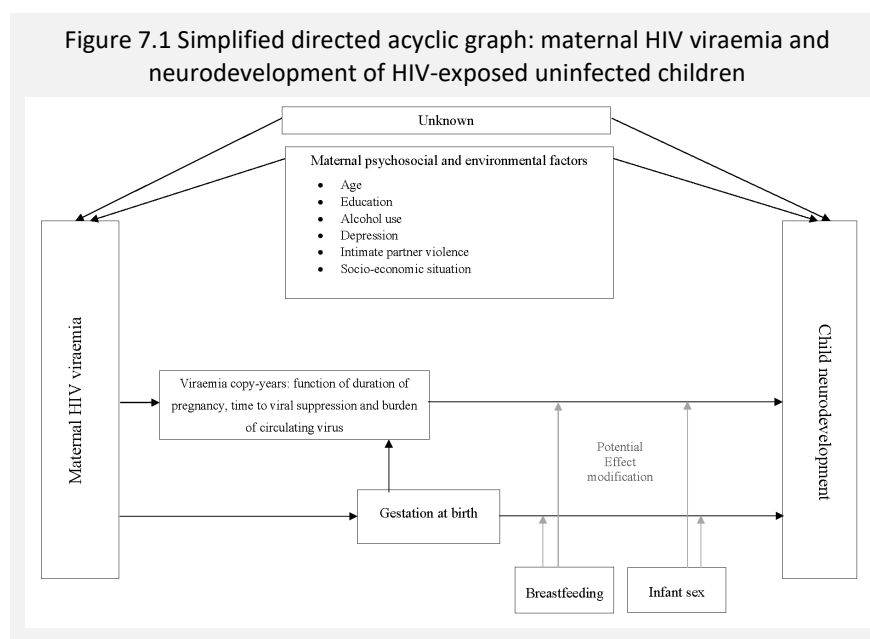 Figure 7.1 Simplified directed acyclic graph: maternal HIV viraemia and
neurodevelopment of HIV-exposed uninfected children
Unknown
Maternal psychosocial and environmental factors
• Age
• Education
• Alcohol use
• Depression
• Intimate partner violence
• Socio-economic situation
Maternal HIV viraemia
Viraemia copy-years: function of duration of
pregnancy, time to viral suppression and burden
of circulating virus
Child neurodevelopment
Potential
Effect
modification
Gestation at birth
Breastfeeding
Infant sex